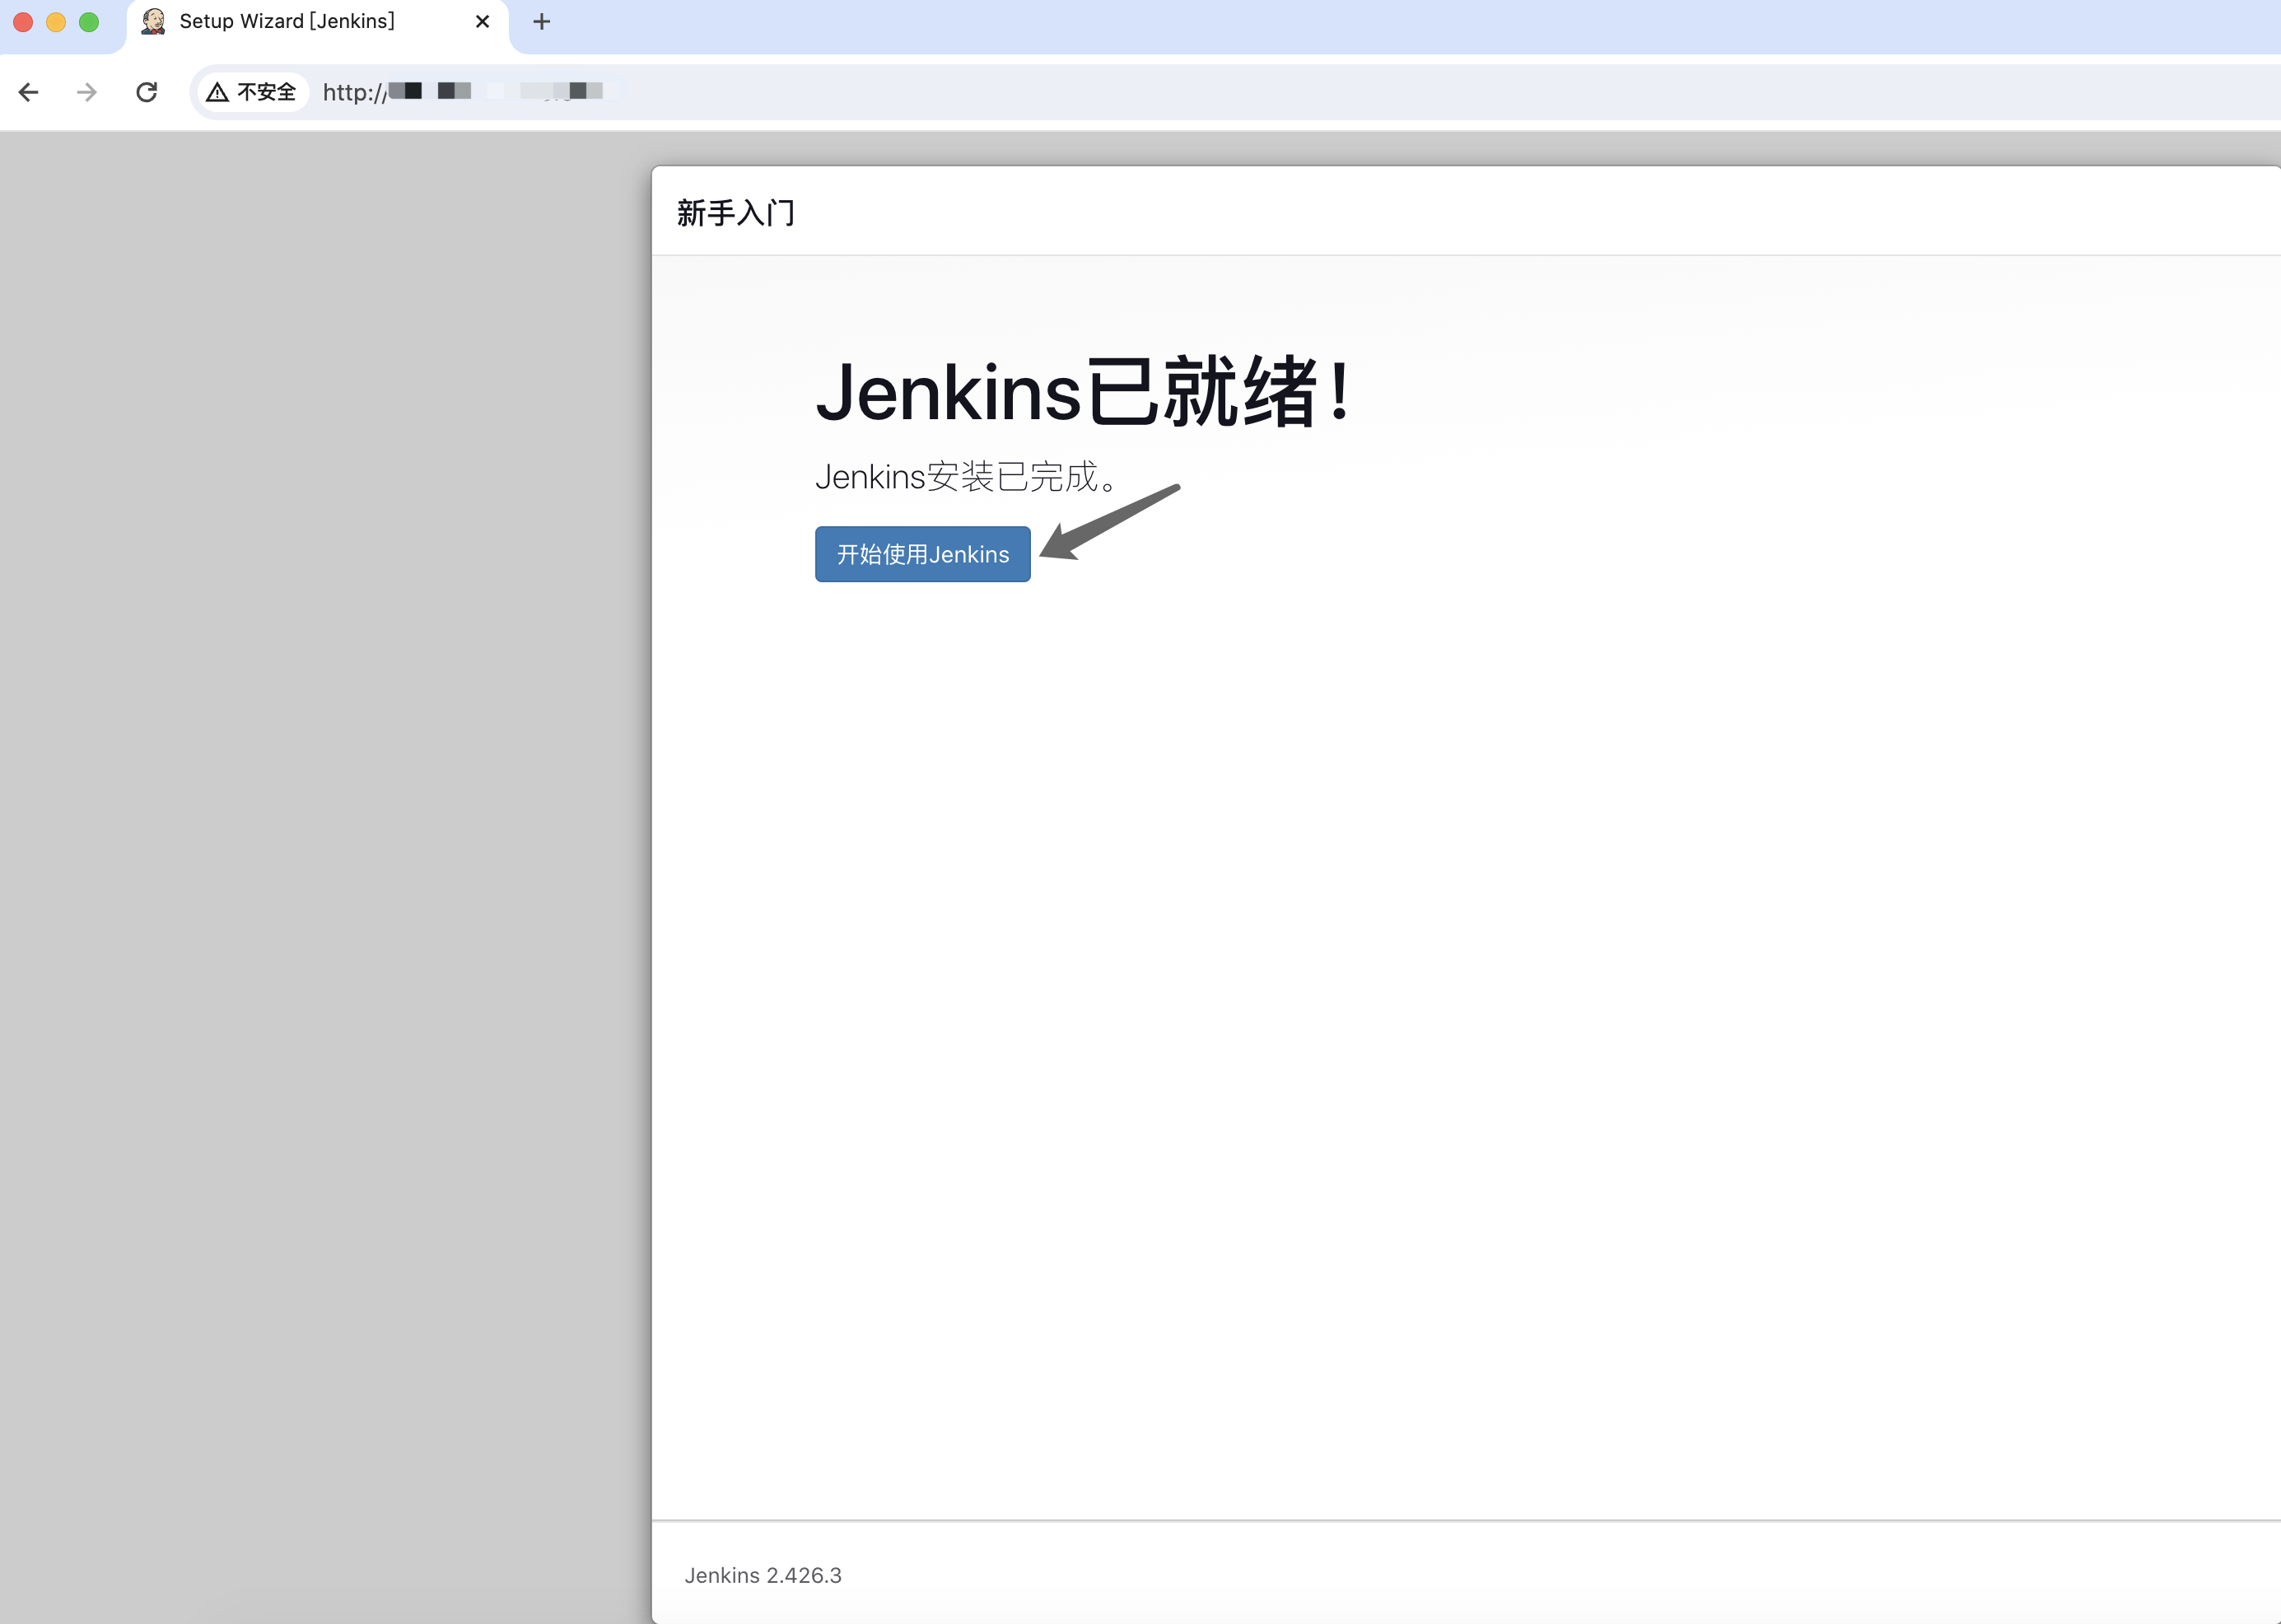 Setup Wizard [Jenkins]
不安全 http://
新手入门
Jenkins已就绪！
Jenkins安装已完成。
开始使用Jenkins
Jenkins 2.426.3